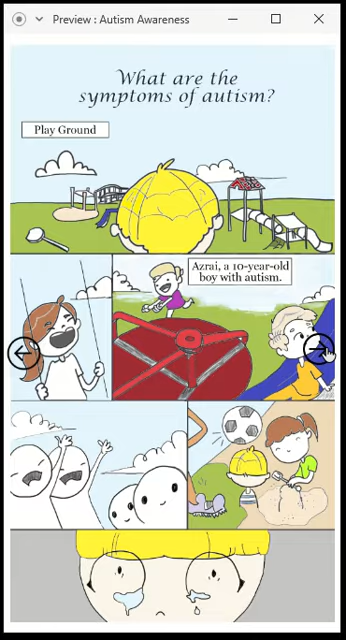 Preview : Autism Awareness
What are the
symptoms of autism?
Play Ground
Azrai, a 10-year-old
boy with autism.